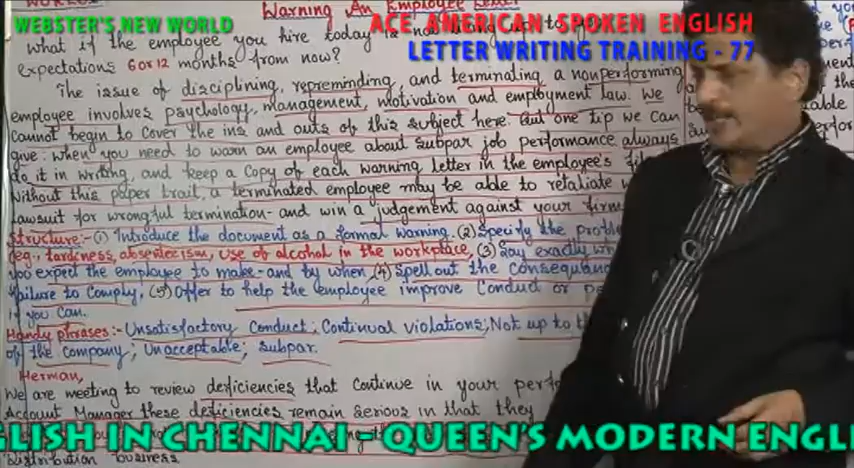 WEBSTER'S NEW WORLD
Warning An Employee Letter
ACE AMERICAN SPOKEN ENGLISH
LETTER WRITING TRAINING - 77
What if the employee you hire today is not up to
expectations 6 or 12 months from now?
The issue of disciplining, repreminding, and terminating a nonperforming
employee involves psychology, management, motivation and employment law. We
cannot begin to cover the ins and outs of this subject here. But one tip we can
give: when you need to warn an employee about subpar job performance always
do it in writing, and keep a copy of each warning letter in the employee's
Without this paper trail, a terminated employee may be able to retaliate
lawsuit for wrongful termination- and win a judgement against your firm
Structure:- (1) Introduce the document as a formal warning. (2) Specify the
(eg., tardiness, absenteeism, use of alcohol in the workplace, (3) Say exactly
you expect the employee to make- and by when, (4) Spell out the consequence
failure to comply, (5) Offer to help the employee improve conduct or
if you can.
Handy phrases:- Unsatisfactory conduct; Continual violations; Not up to
of the company; Unacceptable; subpar.
Herman,
We are meeting to review deficiencies that continue in your
Account Manager these deficiencies remain serious in that they
GLISH IN CHENNAI - QUEEN'S MODERN ENGL
Distribution business